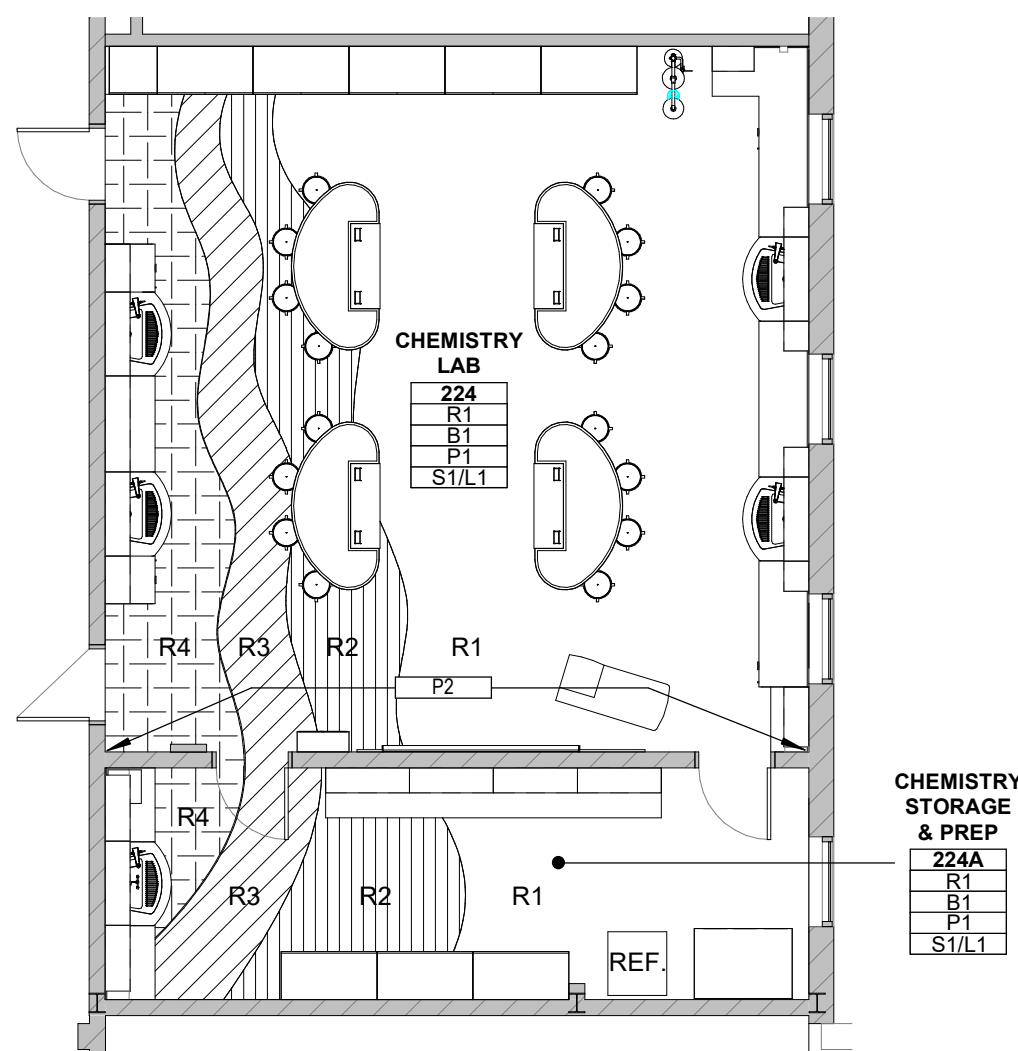 CHEMISTRY
LAB
224
R1
B1
P1
S1/L1
R4
R3
R2
R1
P2
R4
R3
R2
R1
REF.
CHEMISTRY
STORAGE
& PREP
224A
R1
B1
P1
S1/L1